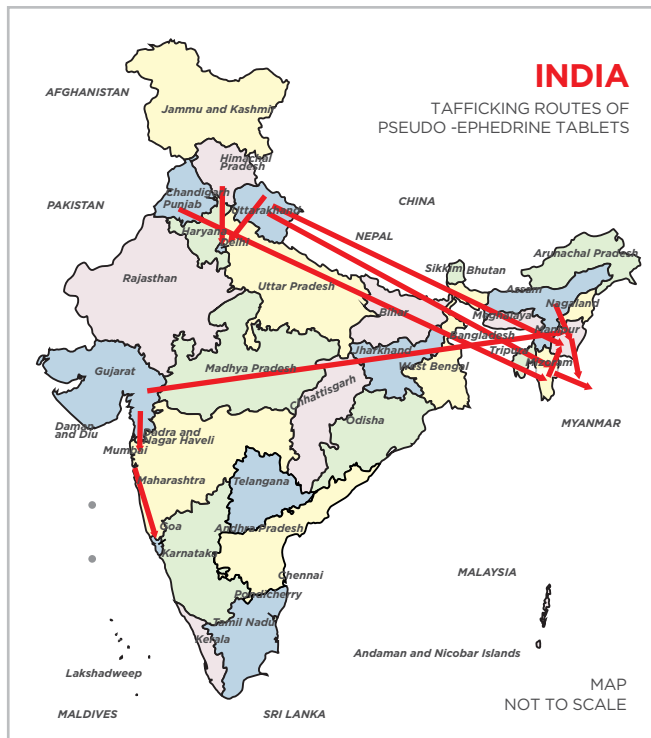 INDIA
TAFFICKING ROUTES OF
PSEUDO -EPHEDRINE TABLETS
AFGHANISTAN
Jammu and Kashmir
Himachal
Pradesh
Chandigarh
Punjab
PAKISTAN
Uttarakhand
CHINA
Haryana
Delhi
NEPAL
Rajasthan
Uttar Pradesh
Sikkim
Bhutan
Arunachal Pradesh
Assam
Nagaland
Bihar
Meghalaya
Manipur
Bangladesh
Tripura
Mizoram
Jharkhand
West Bengal
Gujarat
Madhya Pradesh
Chhattisgarh
Odisha
MYANMAR
Daman
and Diu
Dadra and
Nagar Haveli
Mumbai
Maharashtra
Telangana
Goa
Andhra Pradesh
Karnataka
Chennai
MALAYSIA
Pondicherry
Tamil Nadu
Kerala
Andaman and Nicobar Islands
Lakshadweep
MALDIVES
SRI LANKA
MAP
NOT TO SCALE